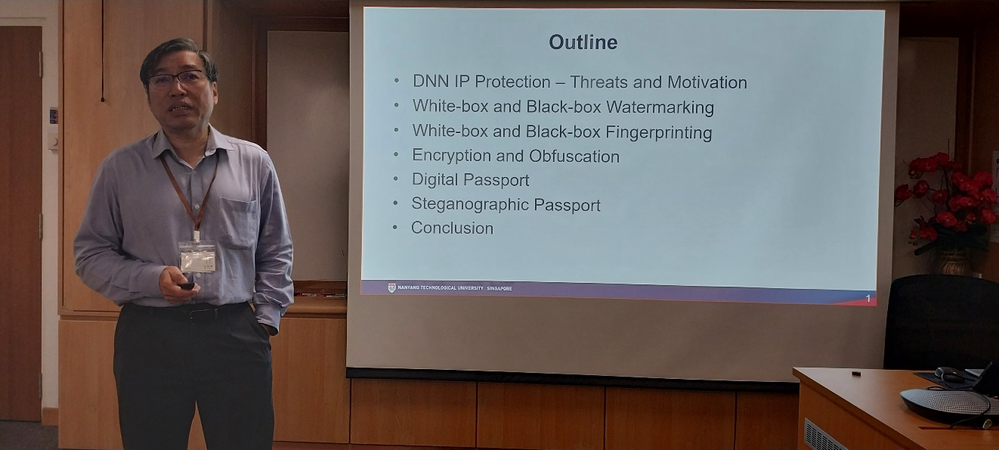 Outline
• DNN IP Protection – Threats and Motivation
• White-box and Black-box Watermarking
• White-box and Black-box Fingerprinting
• Encryption and Obfuscation
• Digital Passport
• Steganographic Passport
• Conclusion
NANYANG TECHNOLOGICAL UNIVERSITY SINGAPORE
1